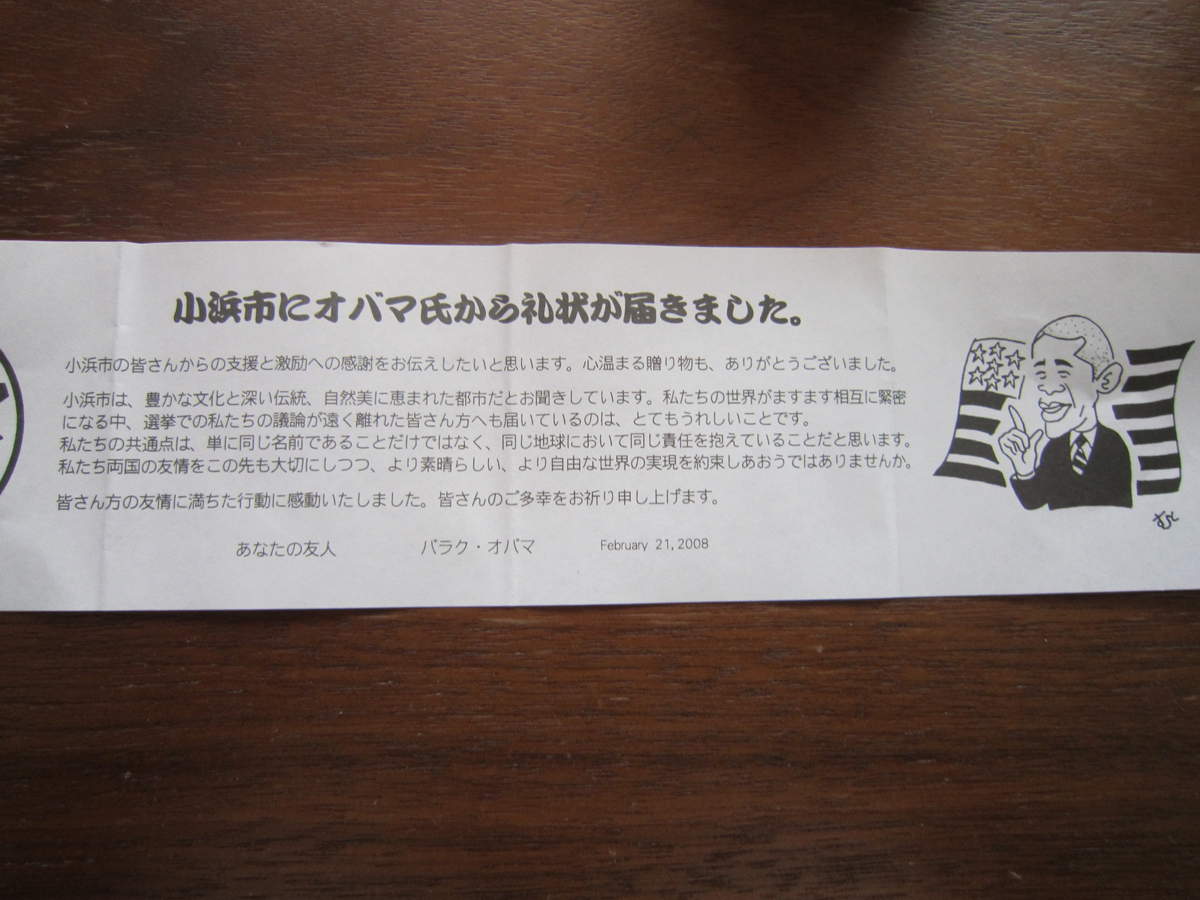 小浜市にオバマ氏から礼状が届きました。
小浜市の皆さんからの支援と激励への感謝をお伝えしたいと思います。心温まる贈り物も、ありがとうございました。
小浜市は、豊かな文化と深い伝統、自然美に恵まれた都市だとお聞きしています。私たちの世界がますます相互に緊密
になる中、選挙での私たちの議論が遠く離れた皆さん方へも届いているのは、とてもうれしいことです。
私たちの共通点は、単に同じ名前であることだけではなく、同じ地球において同じ責任を抱えていることだと思います。
私たち両国の友情をこの先も大切にしつつ、より素晴らしい、より自由な世界の実現を約束しあおうではありませんか。
皆さん方の友情に満ちた行動に感動いたしました。皆さんのご多幸をお祈り申し上げます。
あなたの友人 バラク・オバマ February 21, 2008